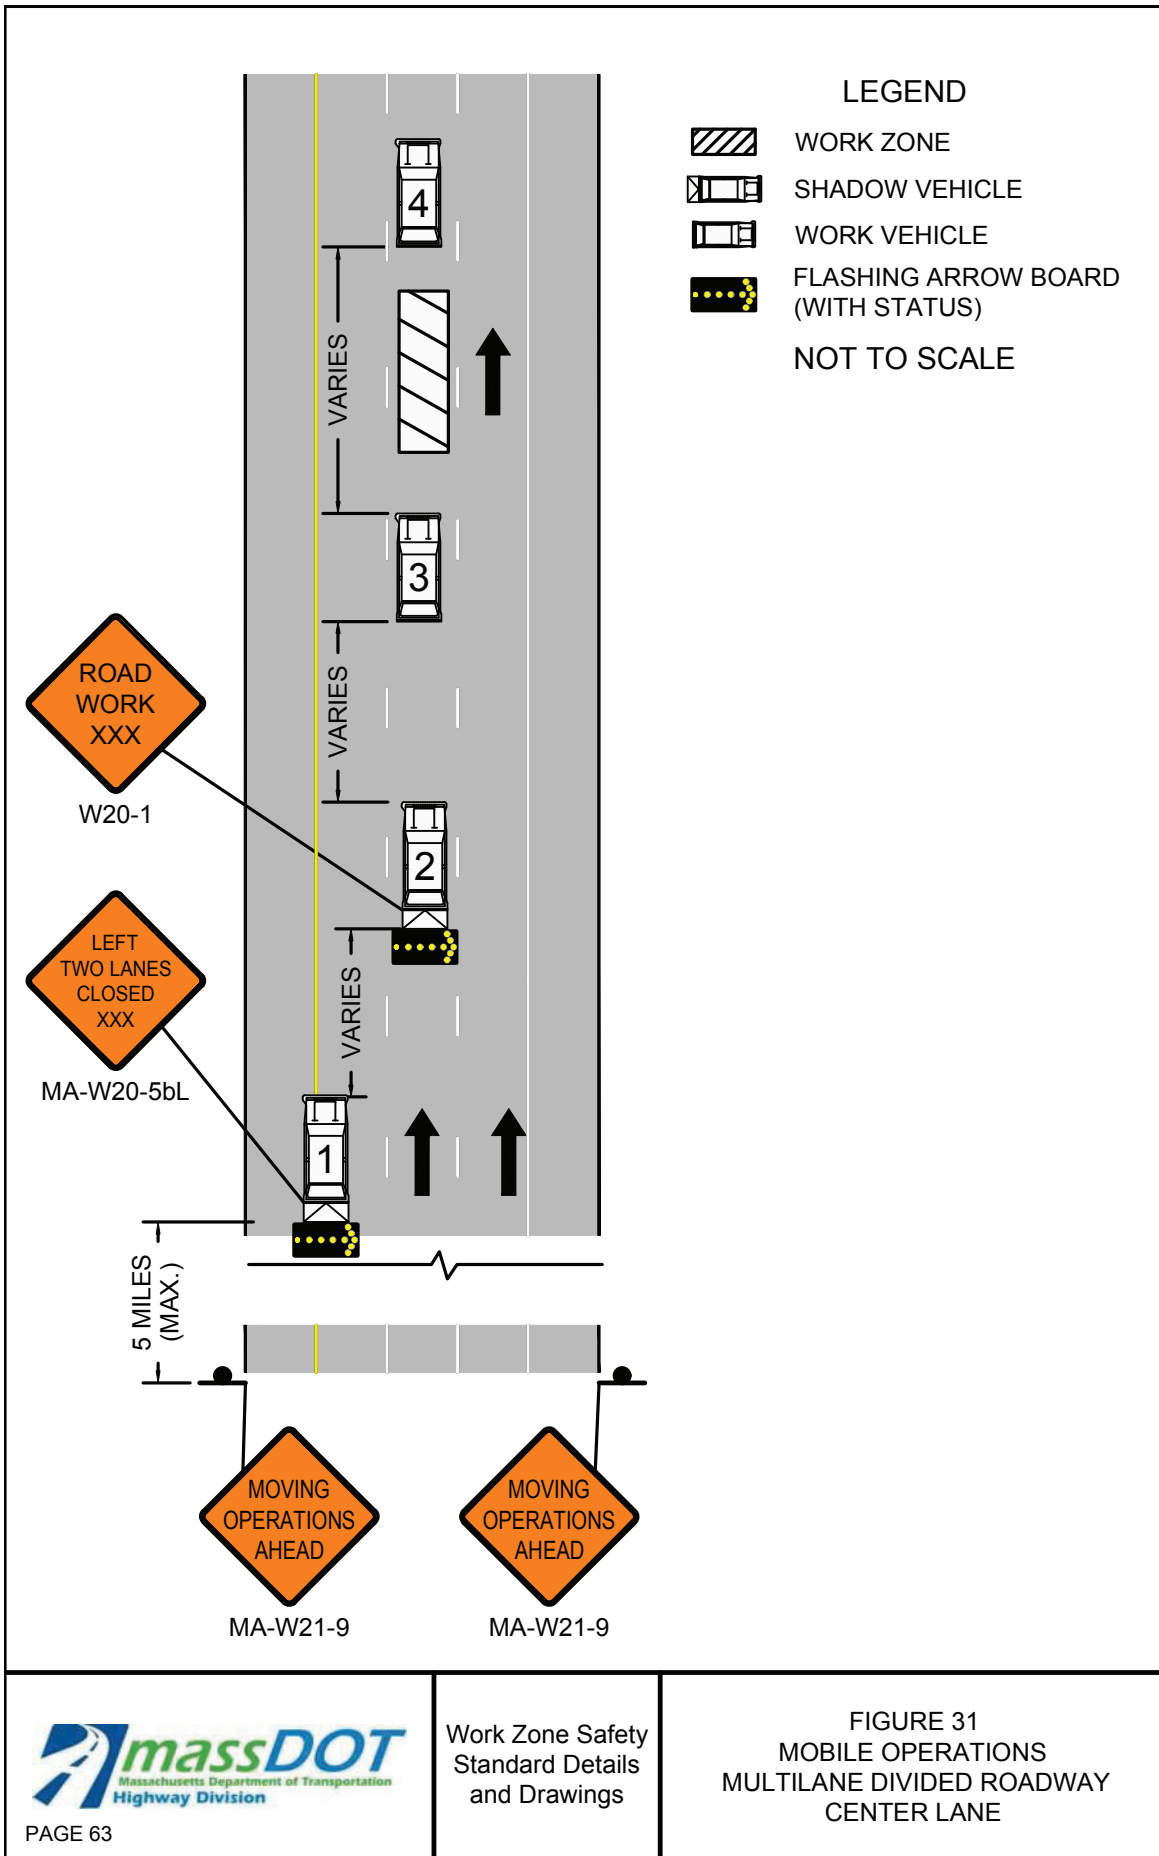 LEGEND
WORK ZONE
SHADOW VEHICLE
WORK VEHICLE
FLASHING ARROW BOARD
(WITH STATUS)
NOT TO SCALE
4
VARIES
3
VARIES
ROAD
WORK
XXX
W20-1
2
LEFT
TWO LANES
CLOSED
XXX
MA-W20-5bL
VARIES
1
5 MILES
(MAX.)
MOVING
OPERATIONS
AHEAD
MA-W21-9
MOVING
OPERATIONS
AHEAD
MA-W21-9
massDOT
Massachusetts Department of Transportation
Highway Division
PAGE 63
Work Zone Safety
Standard Details
and Drawings
FIGURE 31
MOBILE OPERATIONS
MULTILANE DIVIDED ROADWAY
CENTER LANE